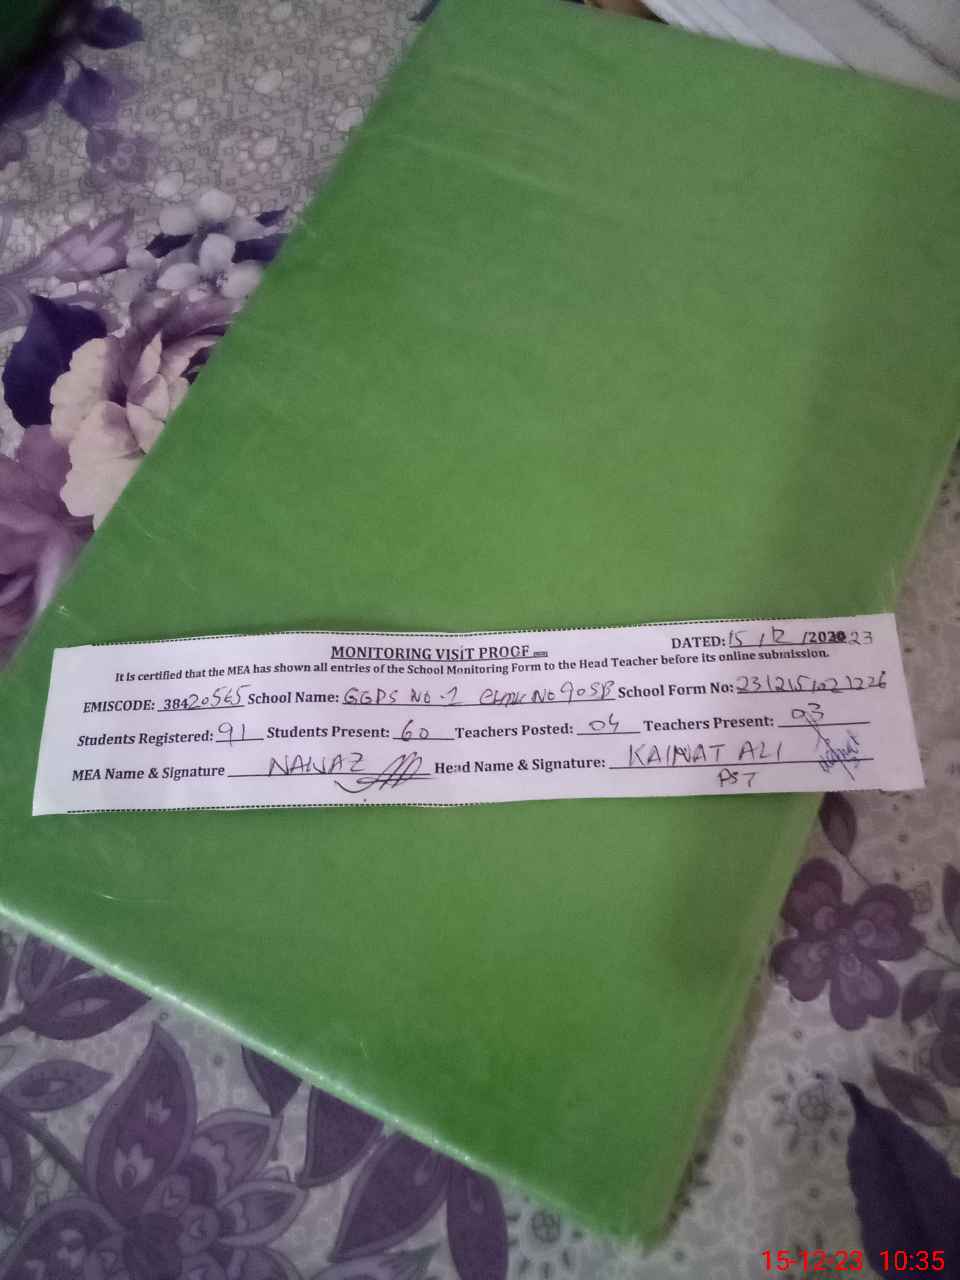 MONITORING VISIT PROOF
DATED: 15/12/202023
It is certified that the MEA has shown all entries of the School Monitoring Form to the Head Teacher before its online submission.
EMISCODE: 38420565 School Name: GGPS No-1 Chak No 90SB School Form No: 2312151021226
Students Registered: 91 Students Present: 60 Teachers Posted: 04 Teachers Present: 03
MEA Name & Signature NAWAZ Head Name & Signature: KAINAT ALI
PST
15-12-23 10:35